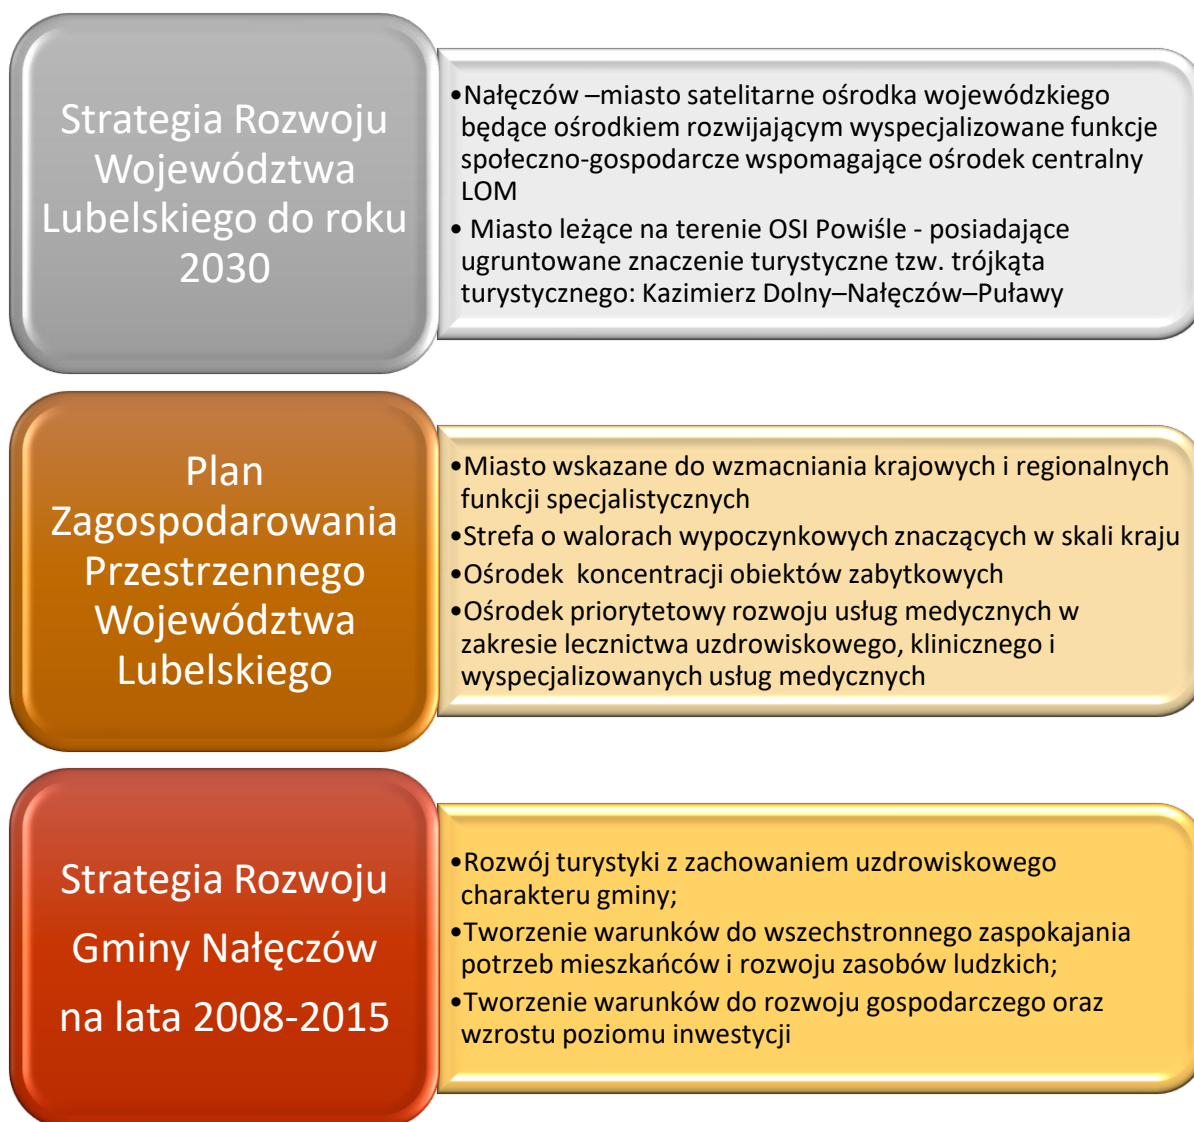 Strategia Rozwoju
Województwa
Lubelskiego do roku
2030
•Nałęczów –miasto satelitarne ośrodka wojewódzkiego
będące ośrodkiem rozwijającym wyspecjalizowane funkcje
społeczno-gospodarcze wspomagające ośrodek centralny
LOM
• Miasto leżące na terenie OSI Powiśle - posiadające
ugruntowane znaczenie turystyczne tzw. trójkąta
turystycznego: Kazimierz Dolny–Nałęczów–Puławy
Plan
Zagospodarowania
Przestrzennego
Województwa
Lubelskiego
•Miasto wskazane do wzmacniania krajowych i regionalnych
funkcji specjalistycznych
•Strefa o walorach wypoczynkowych znaczących w skali kraju
•Ośrodek  koncentracji obiektów zabytkowych
•Ośrodek priorytetowy rozwoju usług medycznych w
zakresie lecznictwa uzdrowiskowego, klinicznego i
wyspecjalizowanych usług medycznych
Strategia Rozwoju
Gminy Nałęczów
na lata 2008-2015
•Rozwój turystyki z zachowaniem uzdrowiskowego
charakteru gminy;
•Tworzenie warunków do wszechstronnego zaspokajania
potrzeb mieszkańców i rozwoju zasobów ludzkich;
•Tworzenie warunków do rozwoju gospodarczego oraz
wzrostu poziomu inwestycji